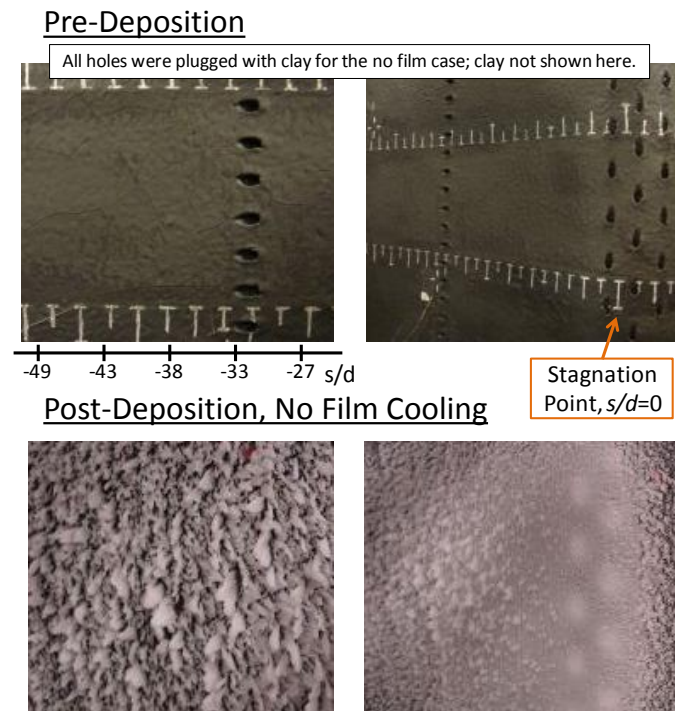 Pre-Deposition
All holes were plugged with clay for the no film case; clay not shown here.
-49 -43 -38 -33 -27 s/d
Stagnation
Point, s/d=0
Post-Deposition, No Film Cooling